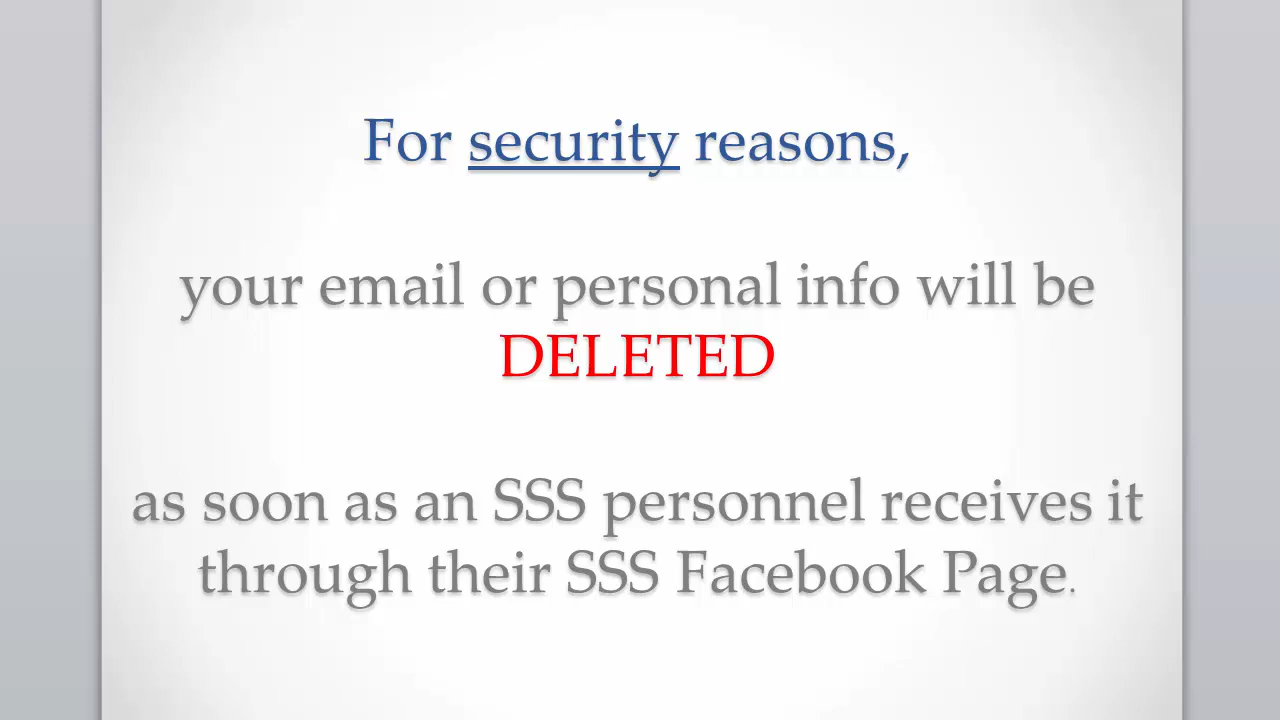 For security reasons,
your email or personal info will be
DELETED
as soon as an SSS personnel receives it
through their SSS Facebook Page.